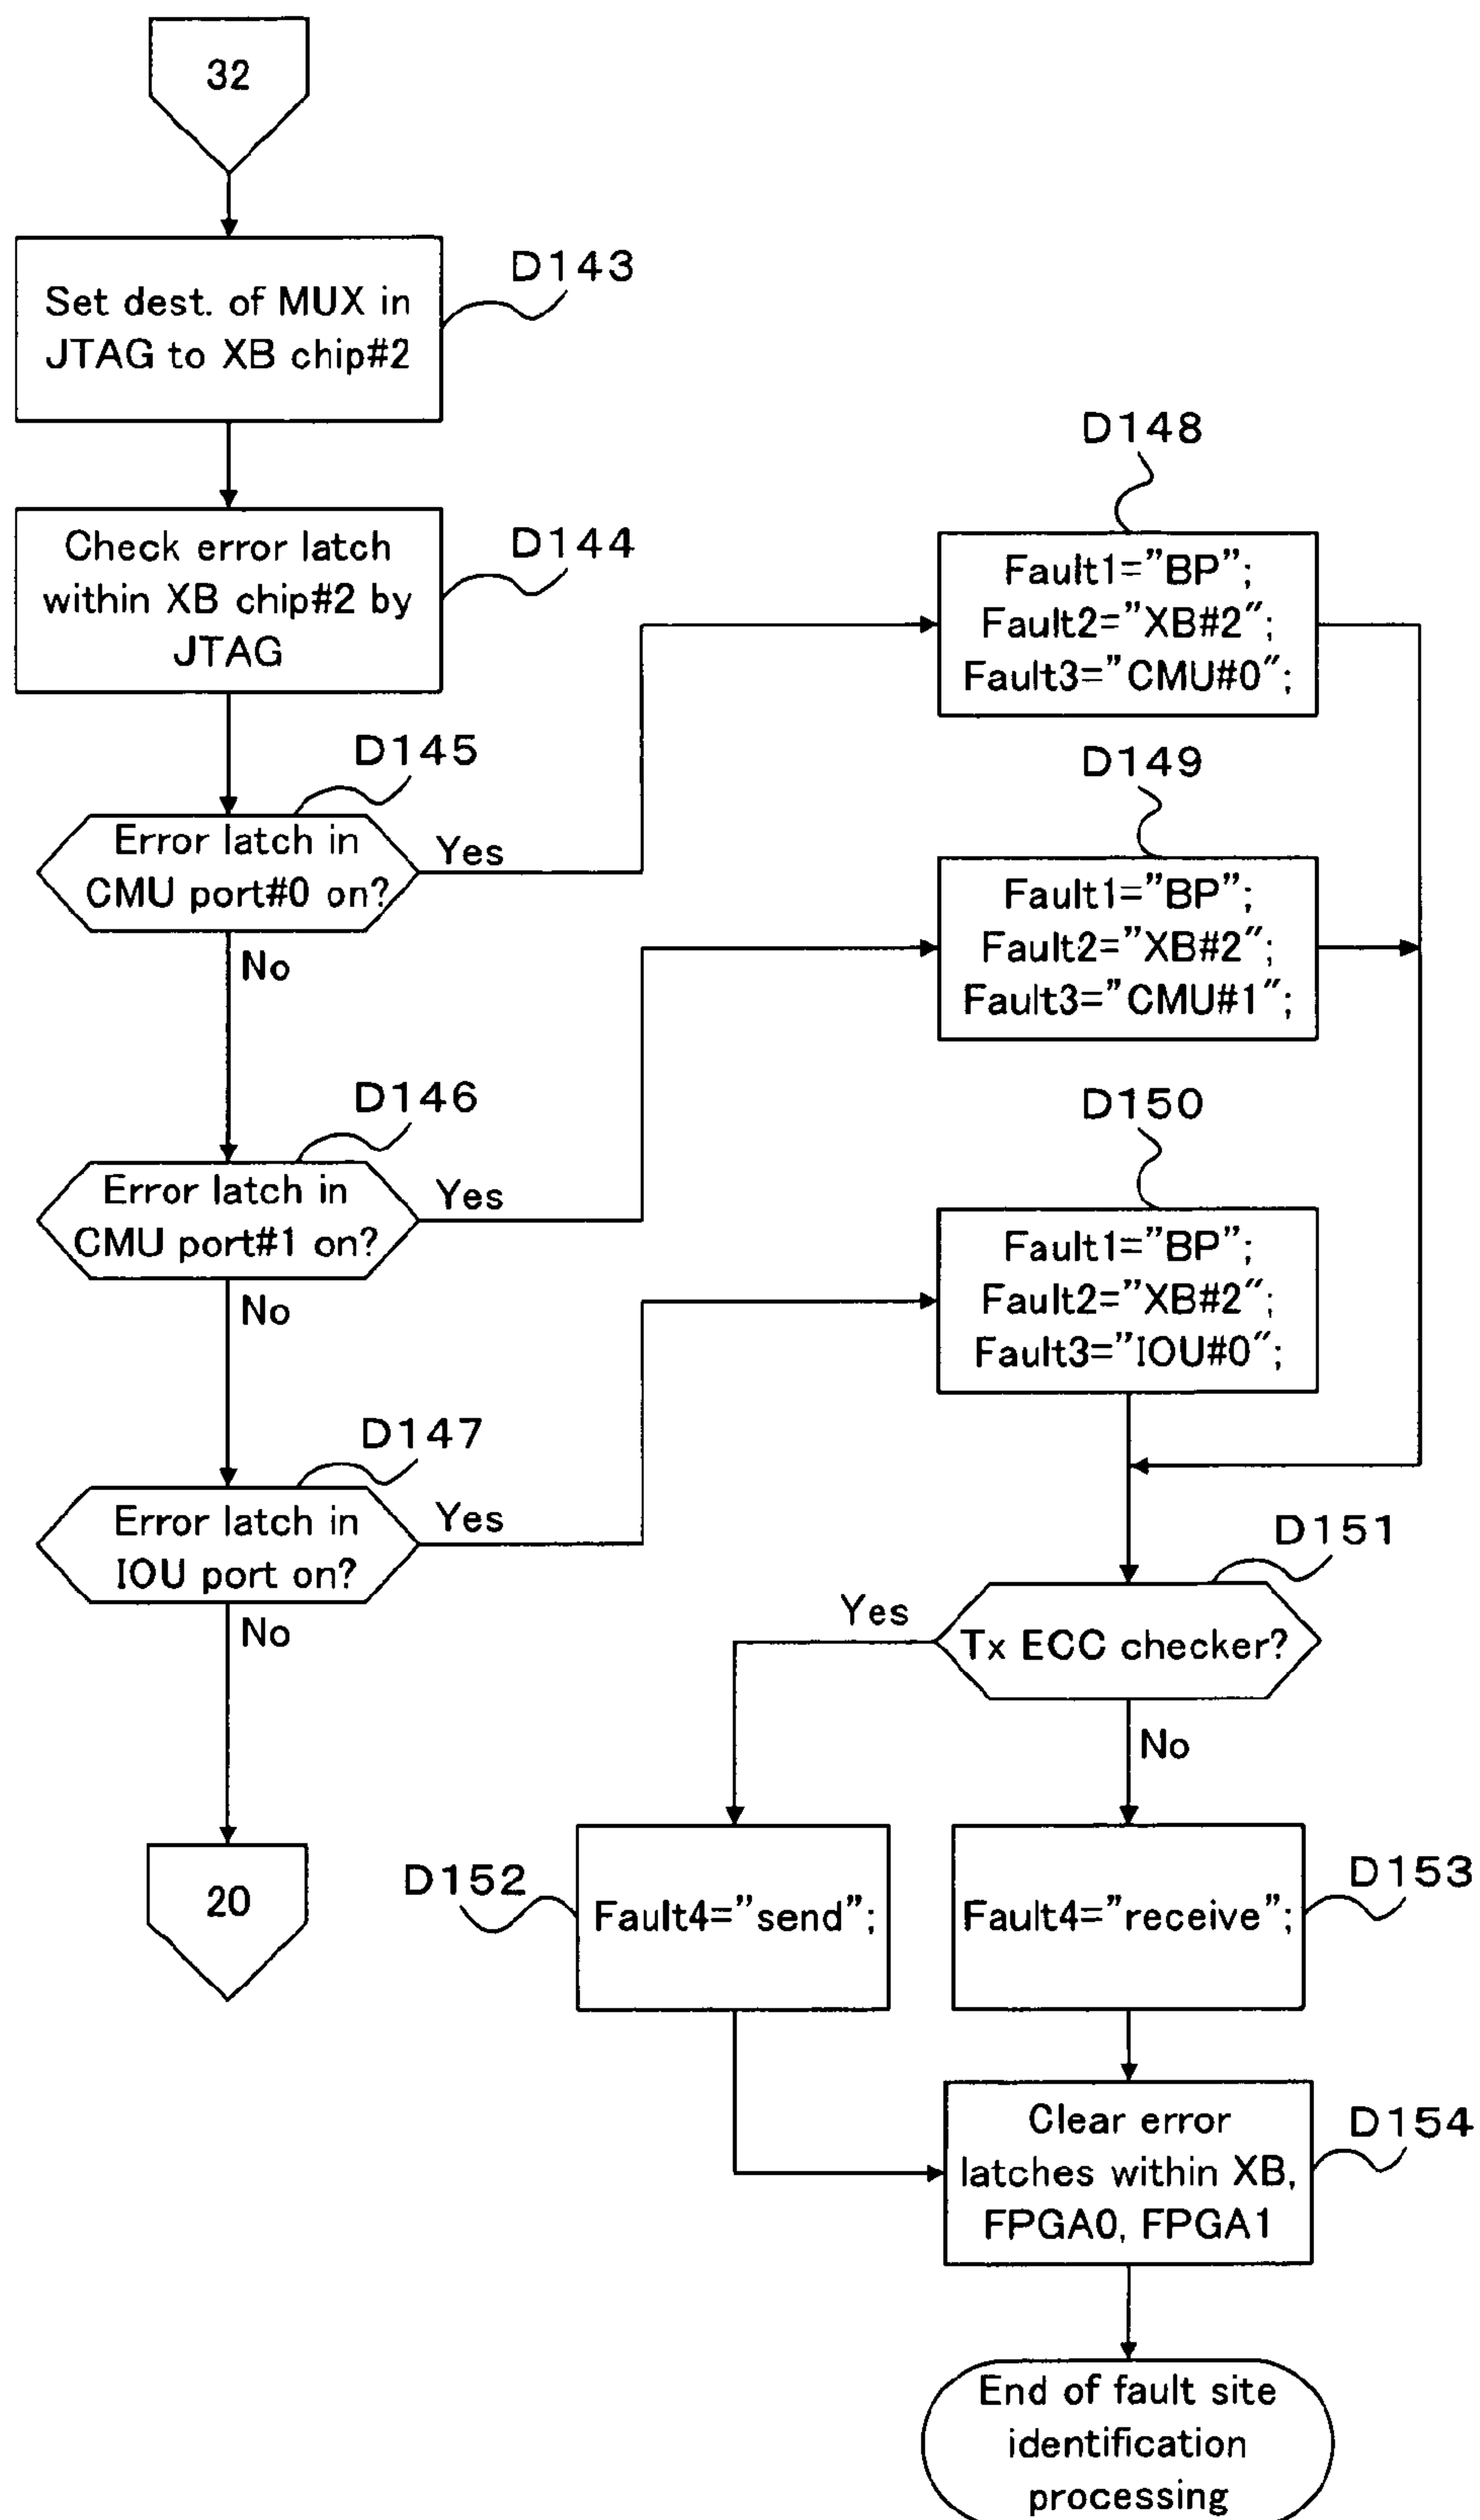 32
Set dest. of MUX in
JTAG to XB chip#2
D143
Check error latch
within XB chip#2 by
JTAG
D144
D145
Error latch in
CMU port#0 on?
Yes
No
D146
Error latch in
CMU port#1 on?
Yes
No
D147
Error latch in
IOU port on?
Yes
No
20
D148
Fault1="BP";
Fault2="XB#2";
Fault3="CMU#0";
D149
Fault1="BP";
Fault2="XB#2";
Fault3="CMU#1";
D150
Fault1="BP";
Fault2="XB#2";
Fault3="IOU#0";
D151
Tx ECC checker?
Yes
No
D152
Fault4="send";
D153
Fault4="receive";
D154
Clear error
latches within XB,
FPGA0, FPGA1
End of fault site
identification
processing